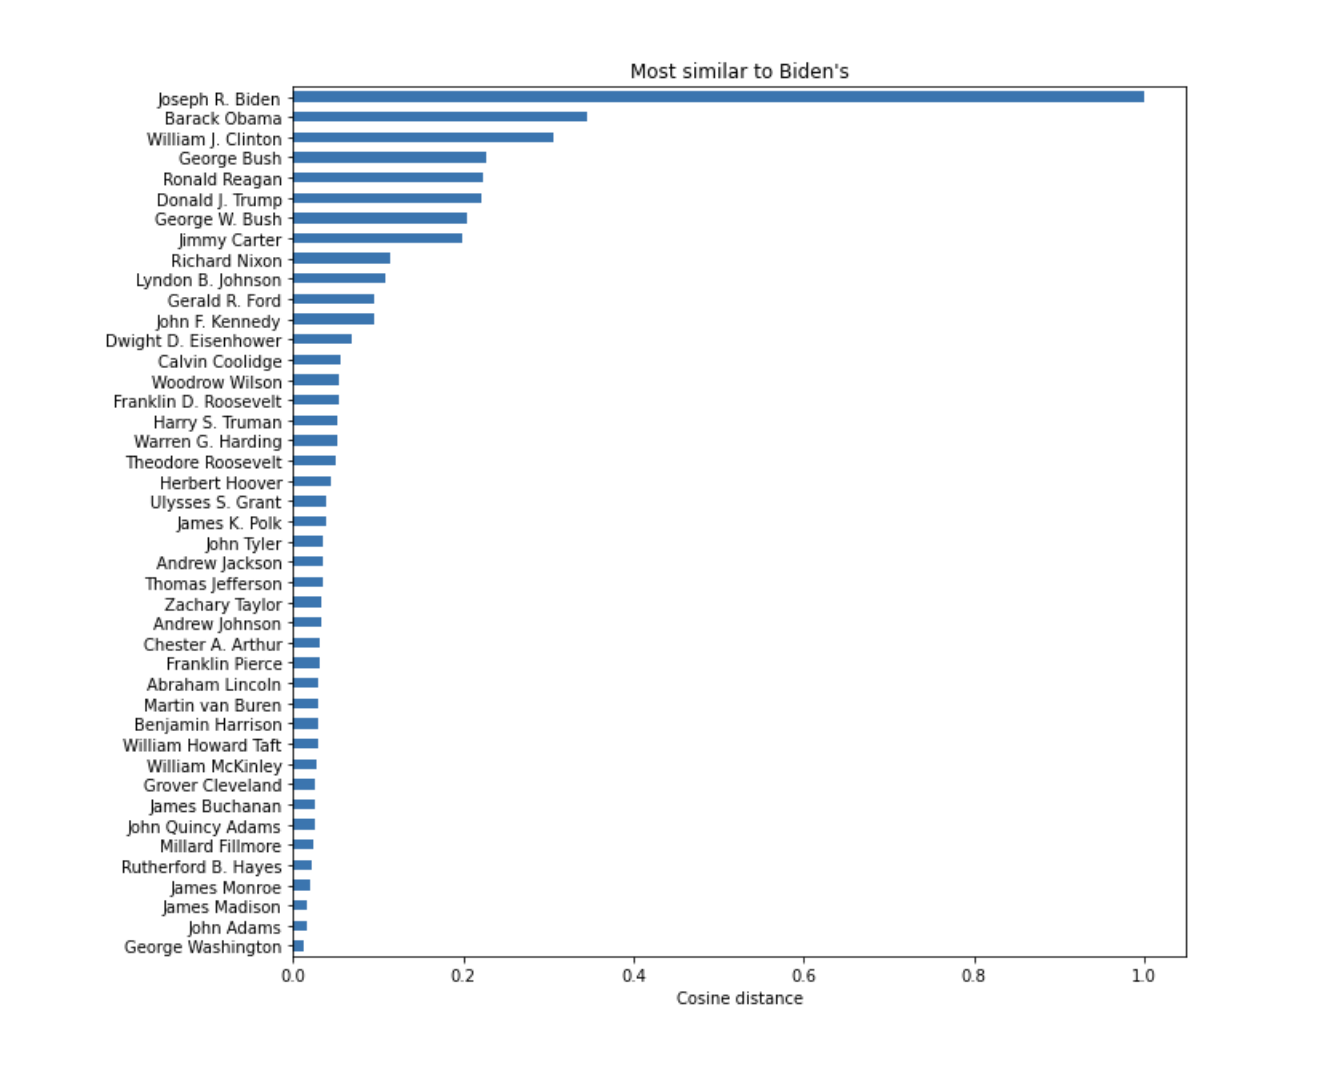 Most similar to Biden's
Joseph R. Biden
Barack Obama
William J. Clinton
George Bush
Ronald Reagan
Donald J. Trump
George W. Bush
Jimmy Carter
Richard Nixon
Lyndon B. Johnson
Gerald R. Ford
John F. Kennedy
Dwight D. Eisenhower
Calvin Coolidge
Woodrow Wilson
Franklin D. Roosevelt
Harry S. Truman
Warren G. Harding
Theodore Roosevelt
Herbert Hoover
Ulysses S. Grant
James K. Polk
John Tyler
Andrew Jackson
Thomas Jefferson
Zachary Taylor
Andrew Johnson
Chester A. Arthur
Franklin Pierce
Abraham Lincoln
Martin van Buren
Benjamin Harrison
William Howard Taft
William McKinley
Grover Cleveland
James Buchanan
John Quincy Adams
Millard Fillmore
Rutherford B. Hayes
James Monroe
James Madison
John Adams
George Washington
0.0 0.2 0.4 0.6 0.8 1.0
Cosine distance